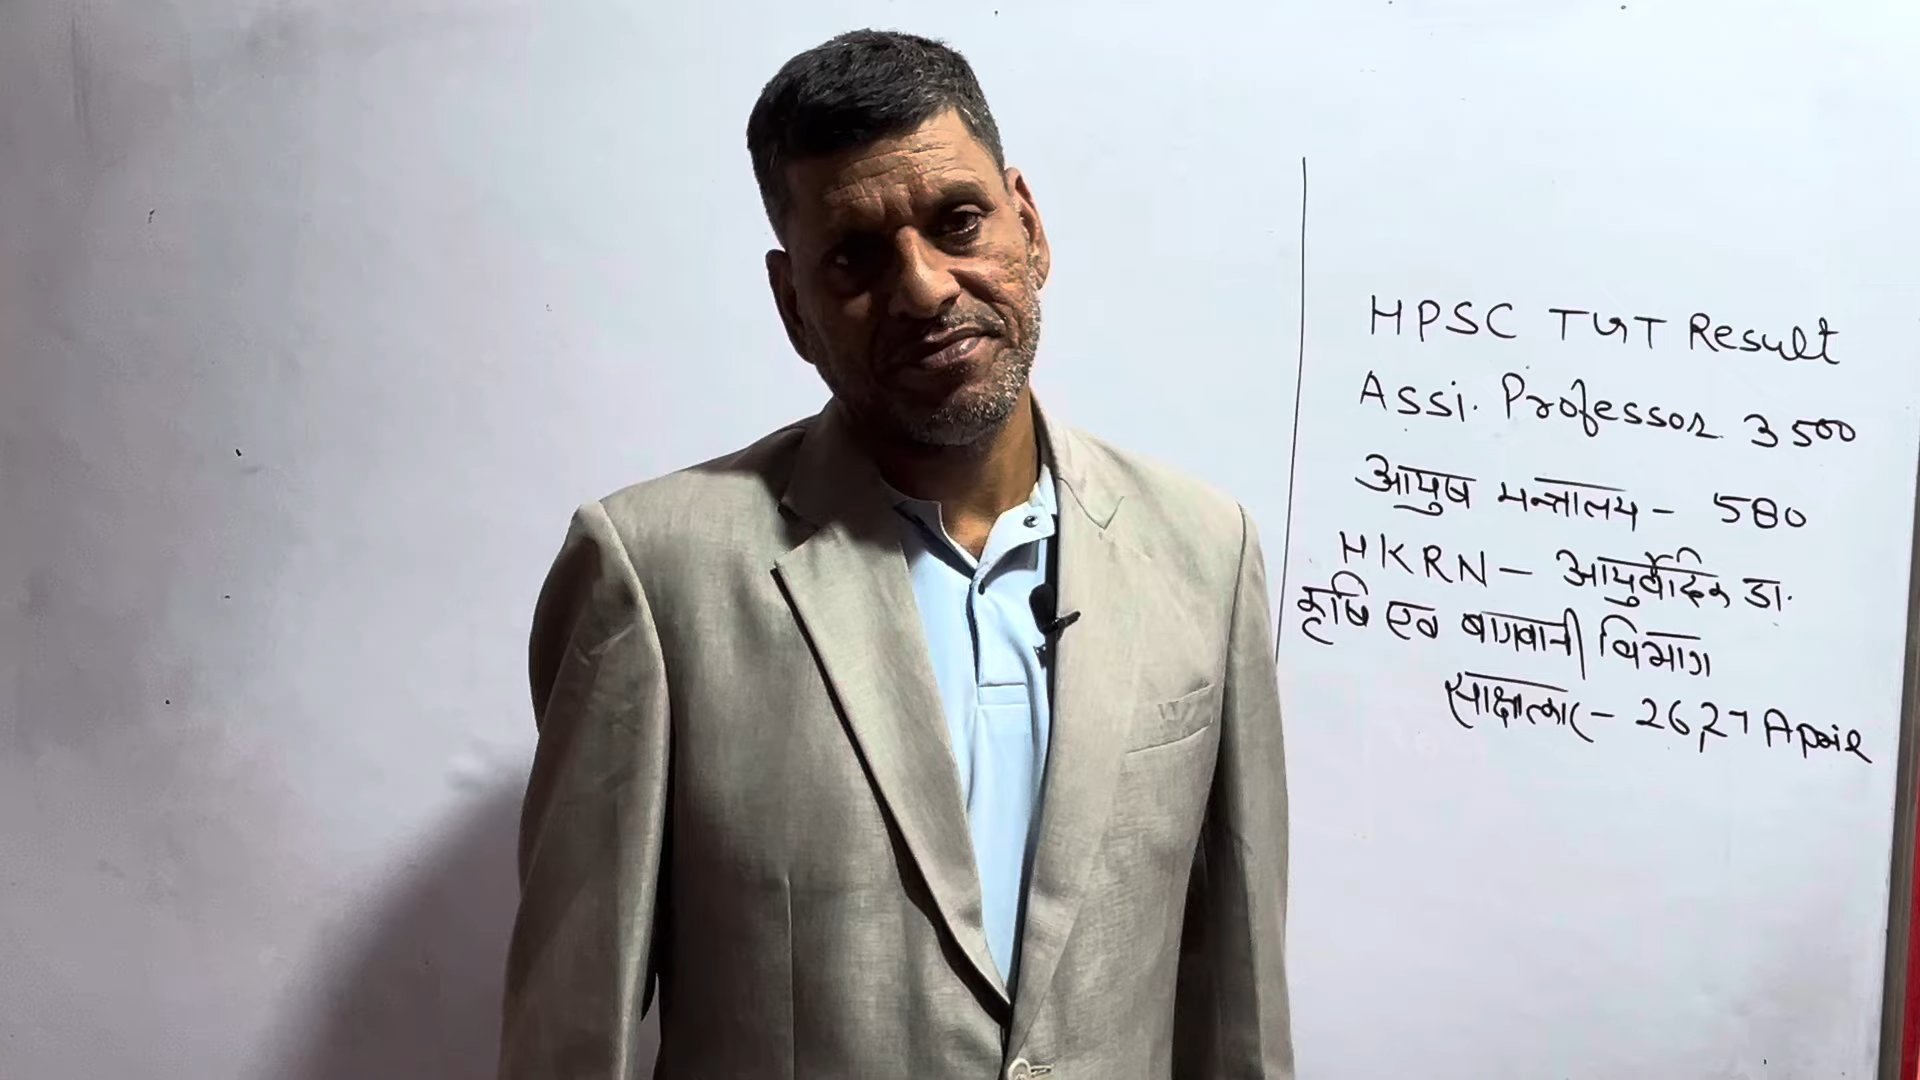 HPSC TGT Result
Assi. Professor 3500
आयुष मन्त्रालय - 580
HKRN - आयुर्वेदिक डा.
कृषि एव बागवानी विभाग
साक्षात्कार - 26,27 April